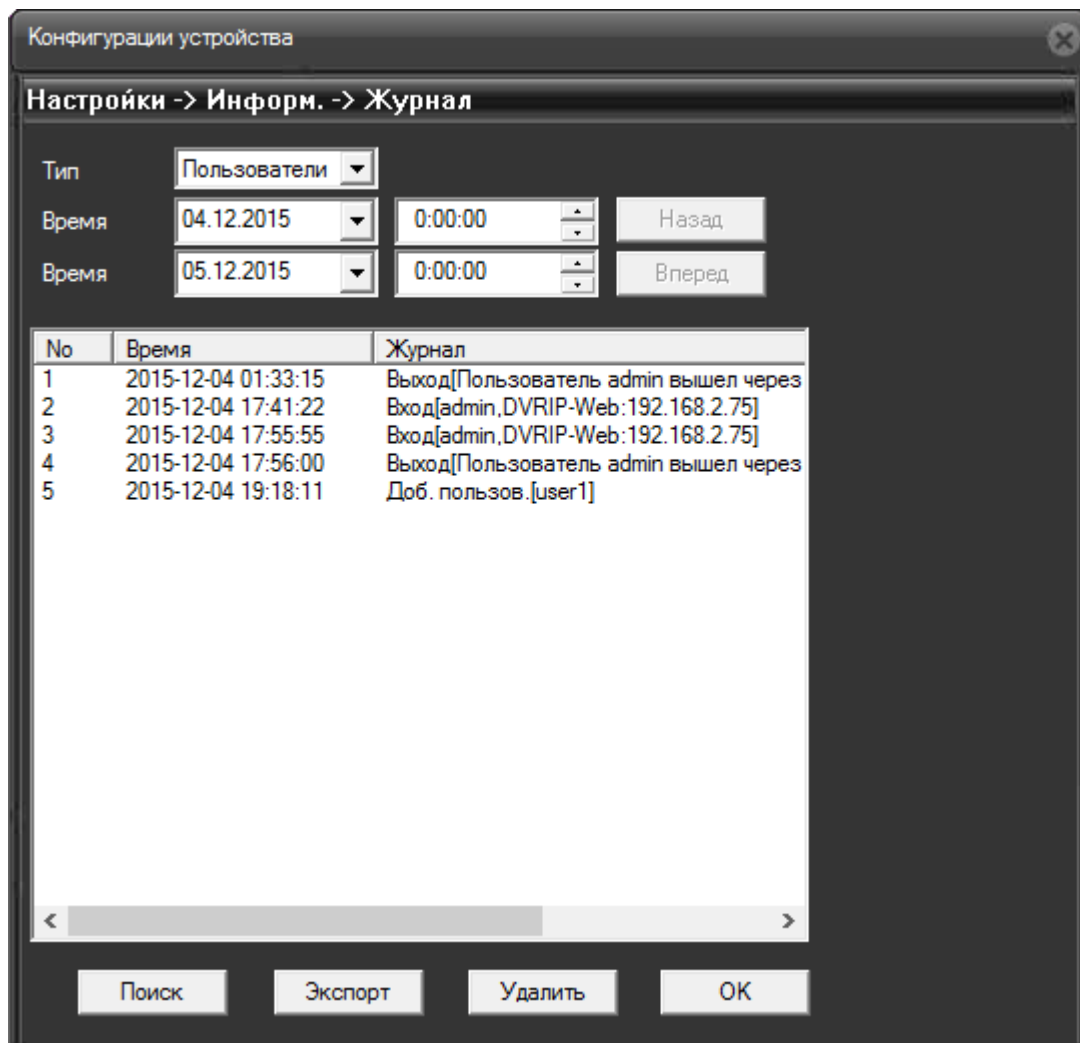 Конфигурации устройства
Настройки -> Информ. -> Журнал
Тип Пользователи
Время 04.12.2015 0:00:00 Назад
Время 05.12.2015 0:00:00 Вперед
No Время Журнал
1 2015-12-04 01:33:15 Выход[Пользователь admin вышел через
2 2015-12-04 17:41:22 Вход[admin,DVRIP-Web:192.168.2.75]
3 2015-12-04 17:55:55 Вход[admin,DVRIP-Web:192.168.2.75]
4 2015-12-04 17:56:00 Выход[Пользователь admin вышел через
5 2015-12-04 19:18:11 Доб. пользов.[user1]
Поиск Экспорт Удалить OK